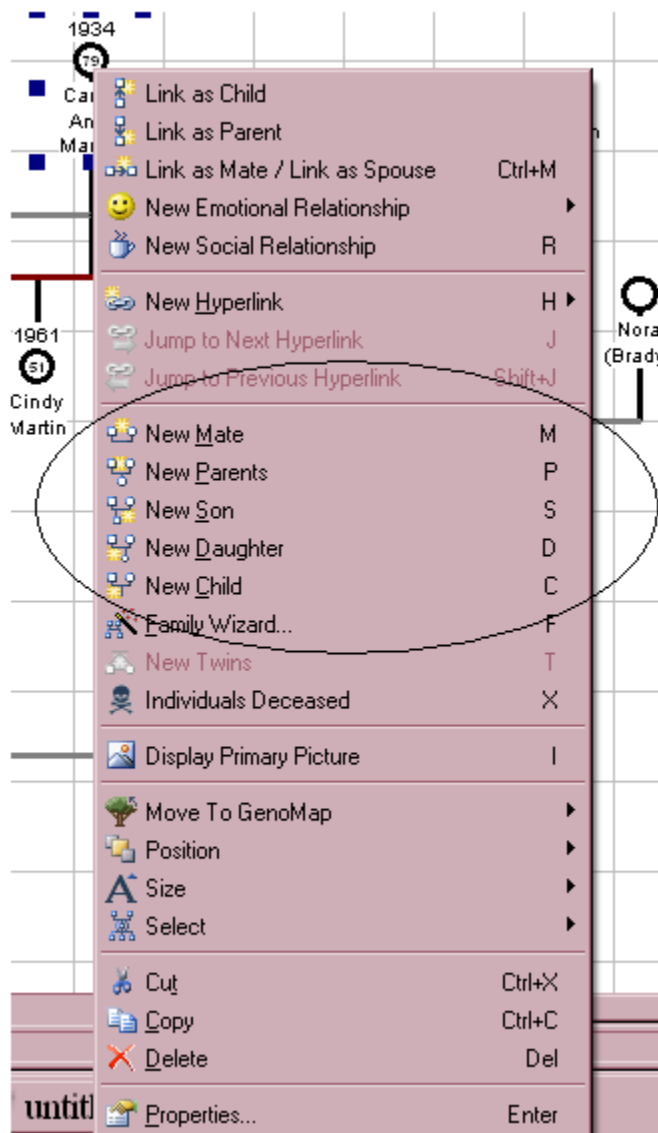 1934
79
Link as Child
Link as Parent
Link as Mate / Link as Spouse Ctrl+M
New Emotional Relationship
New Social Relationship R
New Hyperlink H
Jump to Next Hyperlink J
Jump to Previous Hyperlink Shift+J
New Mate M
New Parents P
New Son S
New Daughter D
New Child C
Family Wizard... F
New Twins T
Individuals Deceased X
Display Primary Picture I
Move To GenoMap
Position
Size
Select
Cut Ctrl+X
Copy Ctrl+C
Delete Del
Properties... Enter
1961
51
Cindy
Martin
Nora
(Brady